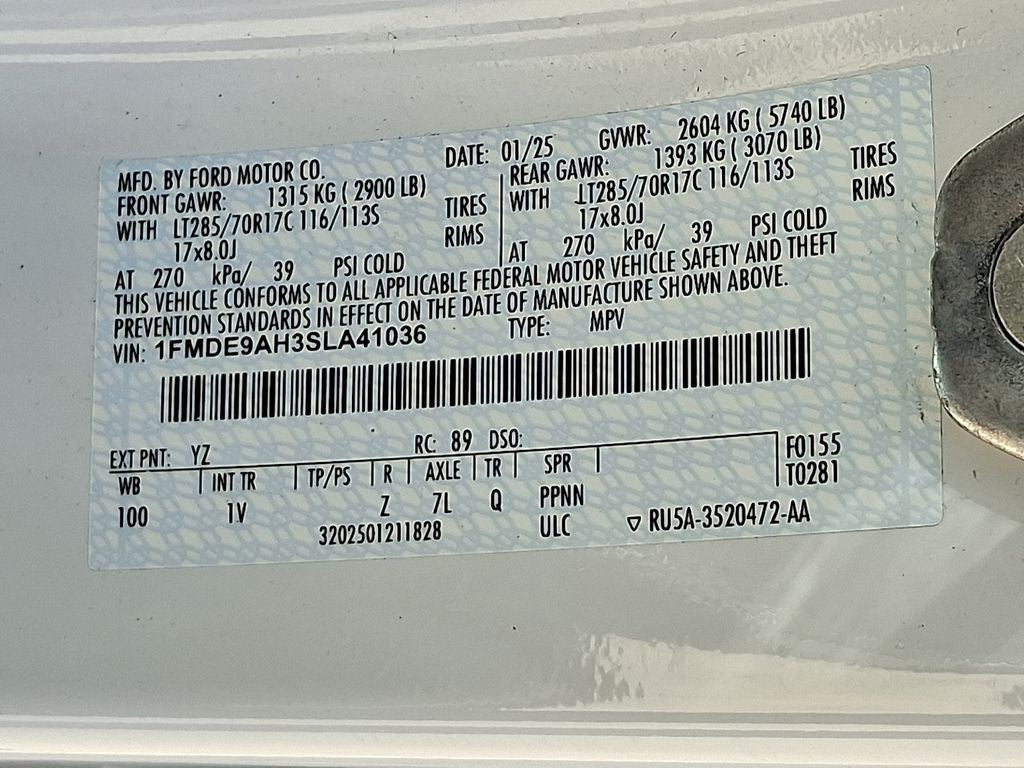 MFD. BY FORD MOTOR CO. DATE: 01/25 GVWR: 2604 KG ( 5740 LB)
FRONT GAWR: 1315 KG ( 2900 LB) REAR GAWR: 1393 KG ( 3070 LB)
WITH LT285/70R17C 116/113S TIRES WITH LT285/70R17C 116/113S TIRES
17x8.0J RIMS 17x8.0J RIMS
AT 270 kPa/ 39 PSI COLD AT 270 kPa/ 39 PSI COLD
THIS VEHICLE CONFORMS TO ALL APPLICABLE FEDERAL MOTOR VEHICLE SAFETY AND THEFT
PREVENTION STANDARDS IN EFFECT ON THE DATE OF MANUFACTURE SHOWN ABOVE.
VIN: 1FMDE9AH3SLA41036 TYPE: MPV
EXT PNT: YZ RC: 89 DSO: F0155
WB INT TR TP/PS R AXLE TR SPR T0281
100 1V Z 7L Q PPNN
3202501211828 ULC ▽ RU5A-3520472-AA